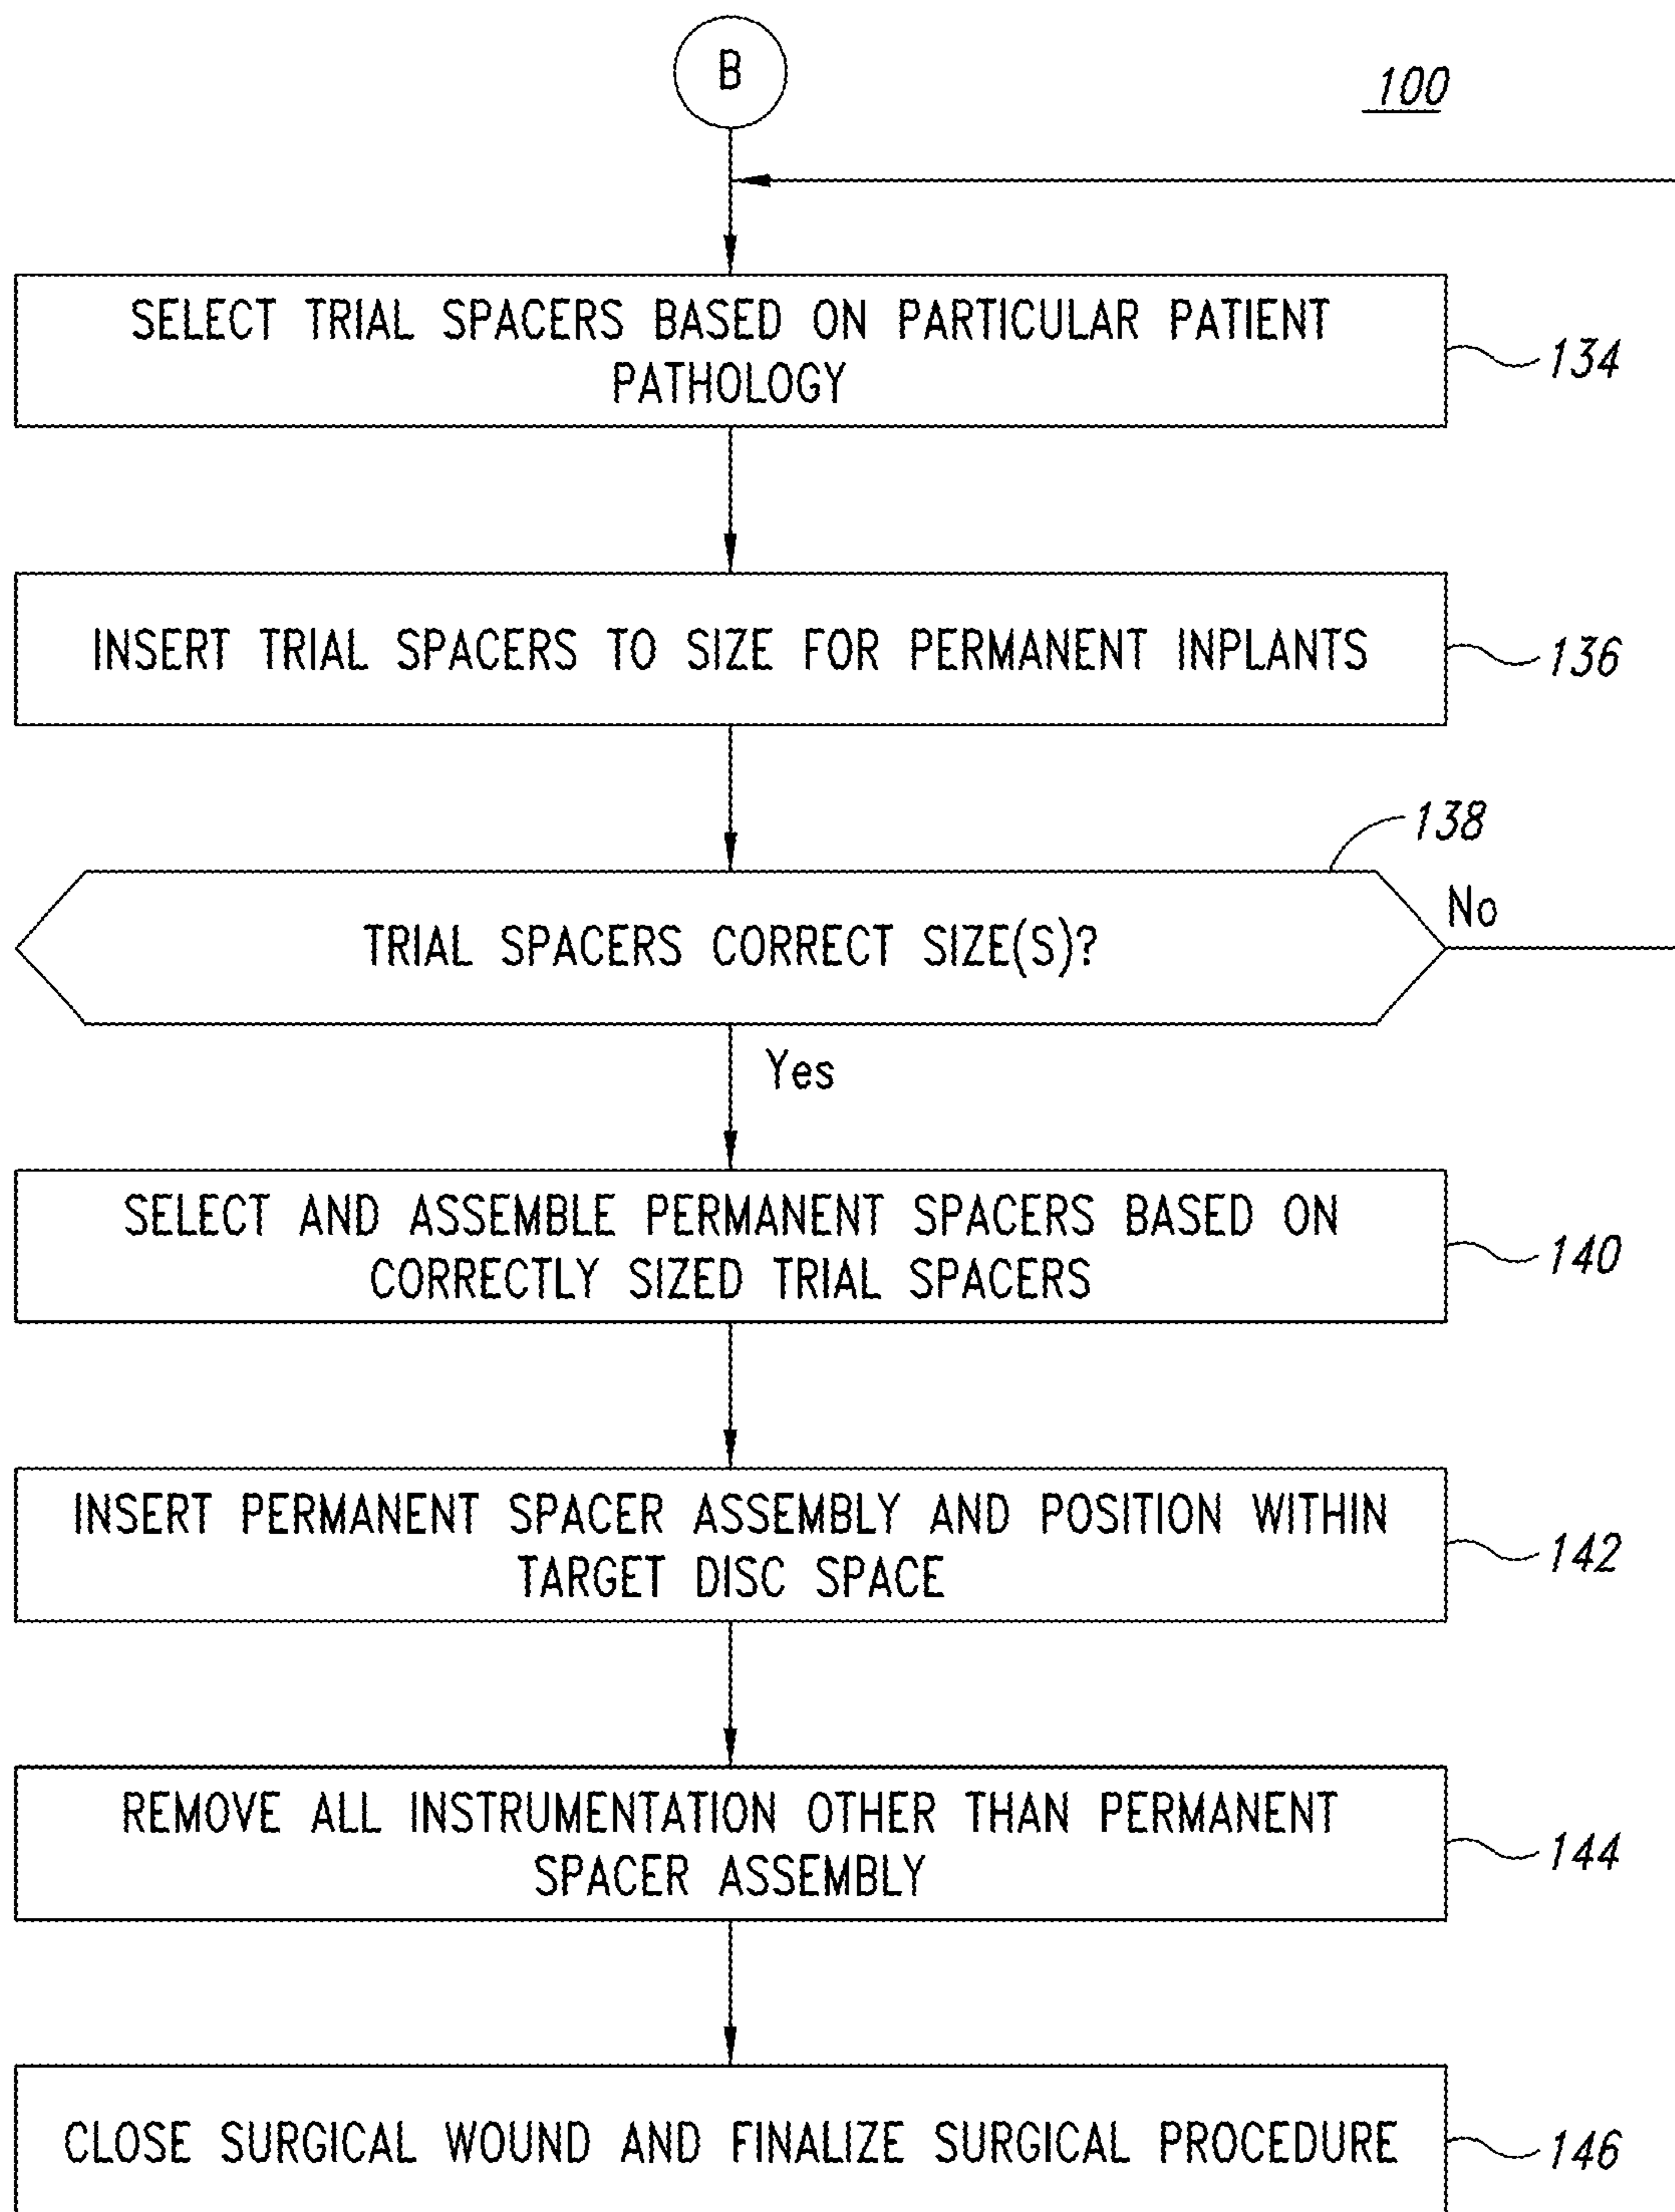 B
100
SELECT TRIAL SPACERS BASED ON PARTICULAR PATIENT
PATHOLOGY
134
INSERT TRIAL SPACERS TO SIZE FOR PERMANENT INPLANTS
136
138
TRIAL SPACERS CORRECT SIZE(S)?
No
Yes
SELECT AND ASSEMBLE PERMANENT SPACERS BASED ON
CORRECTLY SIZED TRIAL SPACERS
140
INSERT PERMANENT SPACER ASSEMBLY AND POSITION WITHIN
TARGET DISC SPACE
142
REMOVE ALL INSTRUMENTATION OTHER THAN PERMANENT
SPACER ASSEMBLY
144
CLOSE SURGICAL WOUND AND FINALIZE SURGICAL PROCEDURE
146